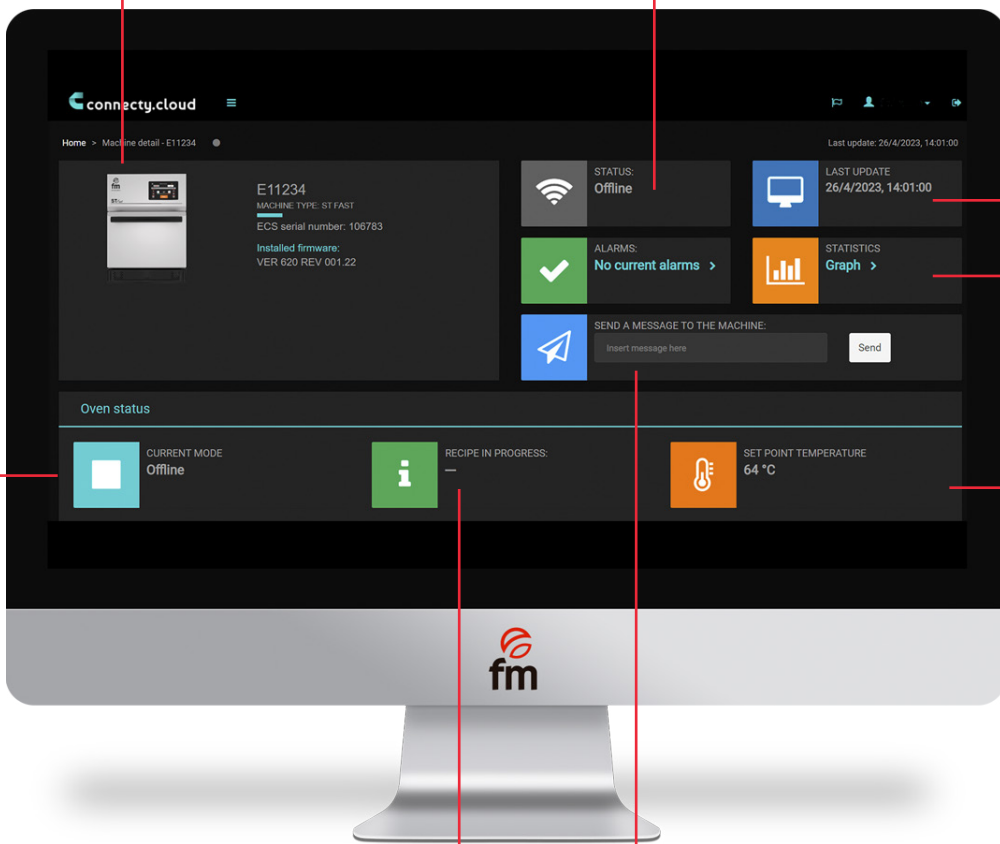 connecty.cloud
Home > Machine detail - E11234
Last update: 26/4/2023, 14:01:00
fm
E11234
MACHINE TYPE: ST FAST
ECS serial number: 106783
Installed firmware:
VER 620 REV 001.22
STATUS:
Offline
LAST UPDATE
26/4/2023, 14:01:00
ALARMS:
No current alarms >
STATISTICS
Graph >
SEND A MESSAGE TO THE MACHINE:
Insert message here
Send
Oven status
CURRENT MODE
Offline
RECIPE IN PROGRESS:
—
SET POINT TEMPERATURE
64 °C
fm